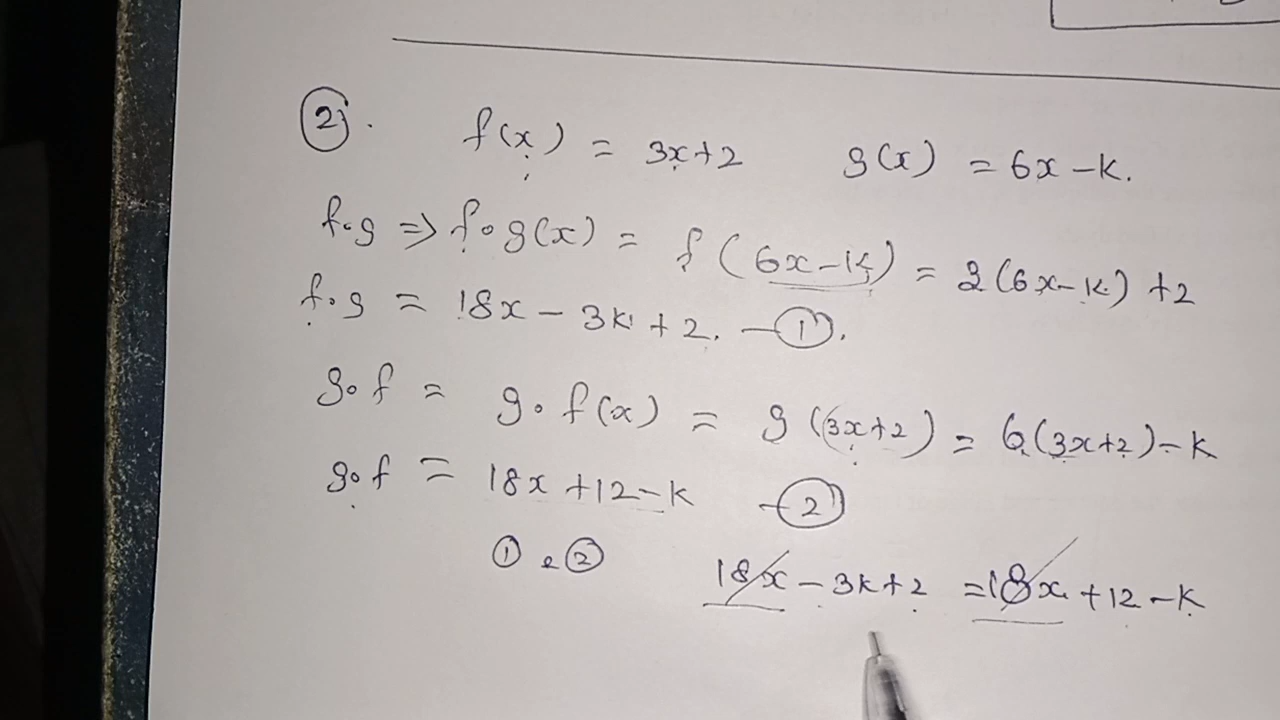 2). f(x) = 3x+2 g(x) = 6x-k.
f∘g ⇒ f∘g(x) = f(6x-k) = 3(6x-k) +2
f∘g = 18x - 3k + 2. - ①.
g∘f = g∘f(x) = g(3x+2) = 6(3x+2)-k
g∘f = 18x+12-k - ②
① & ② 18x - 3k+2 = 18x+12-k